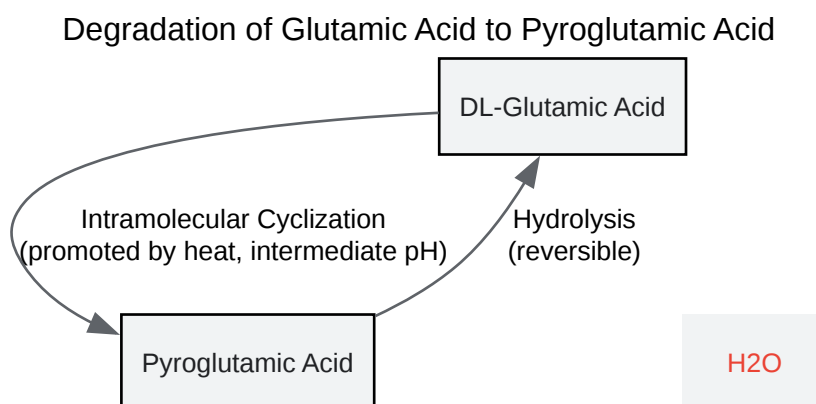 Degradation of Glutamic Acid to Pyroglutamic Acid
DL-Glutamic Acid
Intramolecular Cyclization
(promoted by heat, intermediate pH)
Hydrolysis
(reversible)
Pyroglutamic Acid
H2O